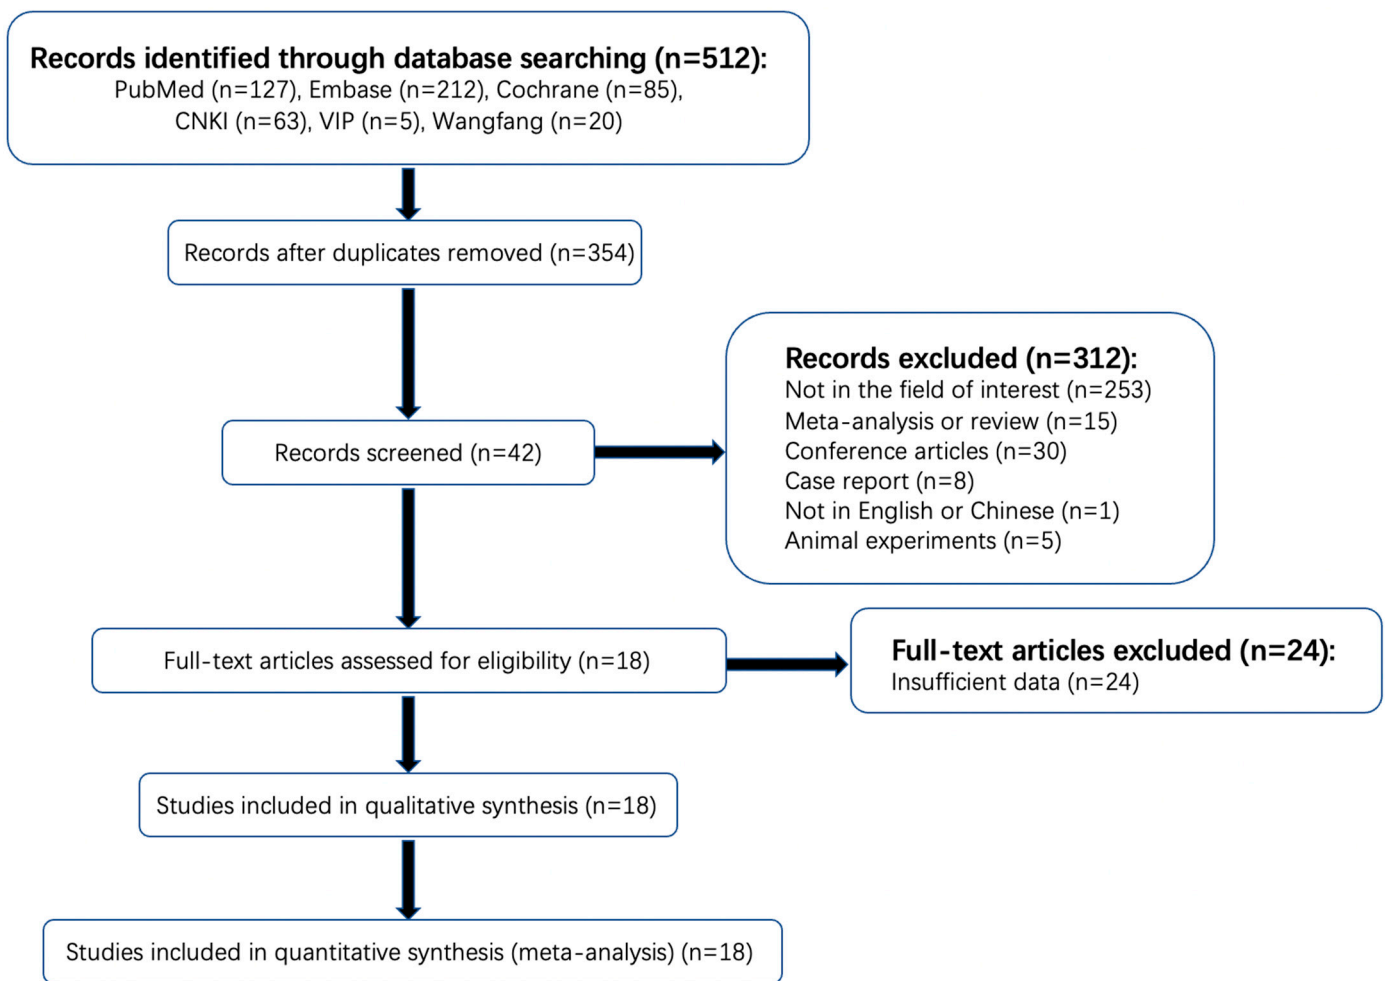 Records identified through database searching (n=512):
PubMed (n=127), Embase (n=212), Cochrane (n=85),
CNKI (n=63), VIP (n=5), Wangfang (n=20)
Records after duplicates removed (n=354)
Records excluded (n=312):
Not in the field of interest (n=253)
Meta-analysis or review (n=15)
Conference articles (n=30)
Case report (n=8)
Not in English or Chinese (n=1)
Animal experiments (n=5)
Records screened (n=42)
Full-text articles assessed for eligibility (n=18)
Full-text articles excluded (n=24):
Insufficient data (n=24)
Studies included in qualitative synthesis (n=18)
Studies included in quantitative synthesis (meta-analysis) (n=18)